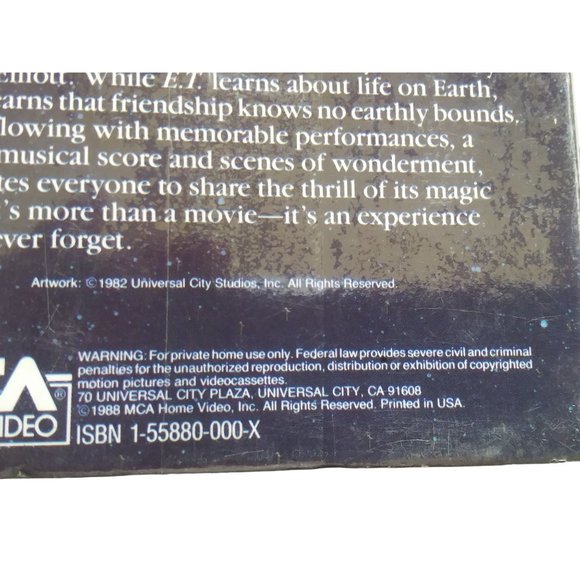 Elliott. While E.T. learns about life on Earth,
earns that friendship knows no earthly bounds.
flowing with memorable performances, a
musical score and scenes of wonderment,
tes everyone to share the thrill of its magic
t's more than a movie—it's an experience
ever forget.
Artwork: ©1982 Universal City Studios, Inc. All Rights Reserved.
WARNING: For private home use only. Federal law provides severe civil and criminal
penalties for the unauthorized reproduction, distribution or exhibition of copyrighted
motion pictures and videocassettes.
70 UNIVERSAL CITY PLAZA, UNIVERSAL CITY, CA 91608
©1988 MCA Home Video, Inc. All Rights Reserved. Printed in USA.
CA®
VIDEO
ISBN 1-55880-000-X